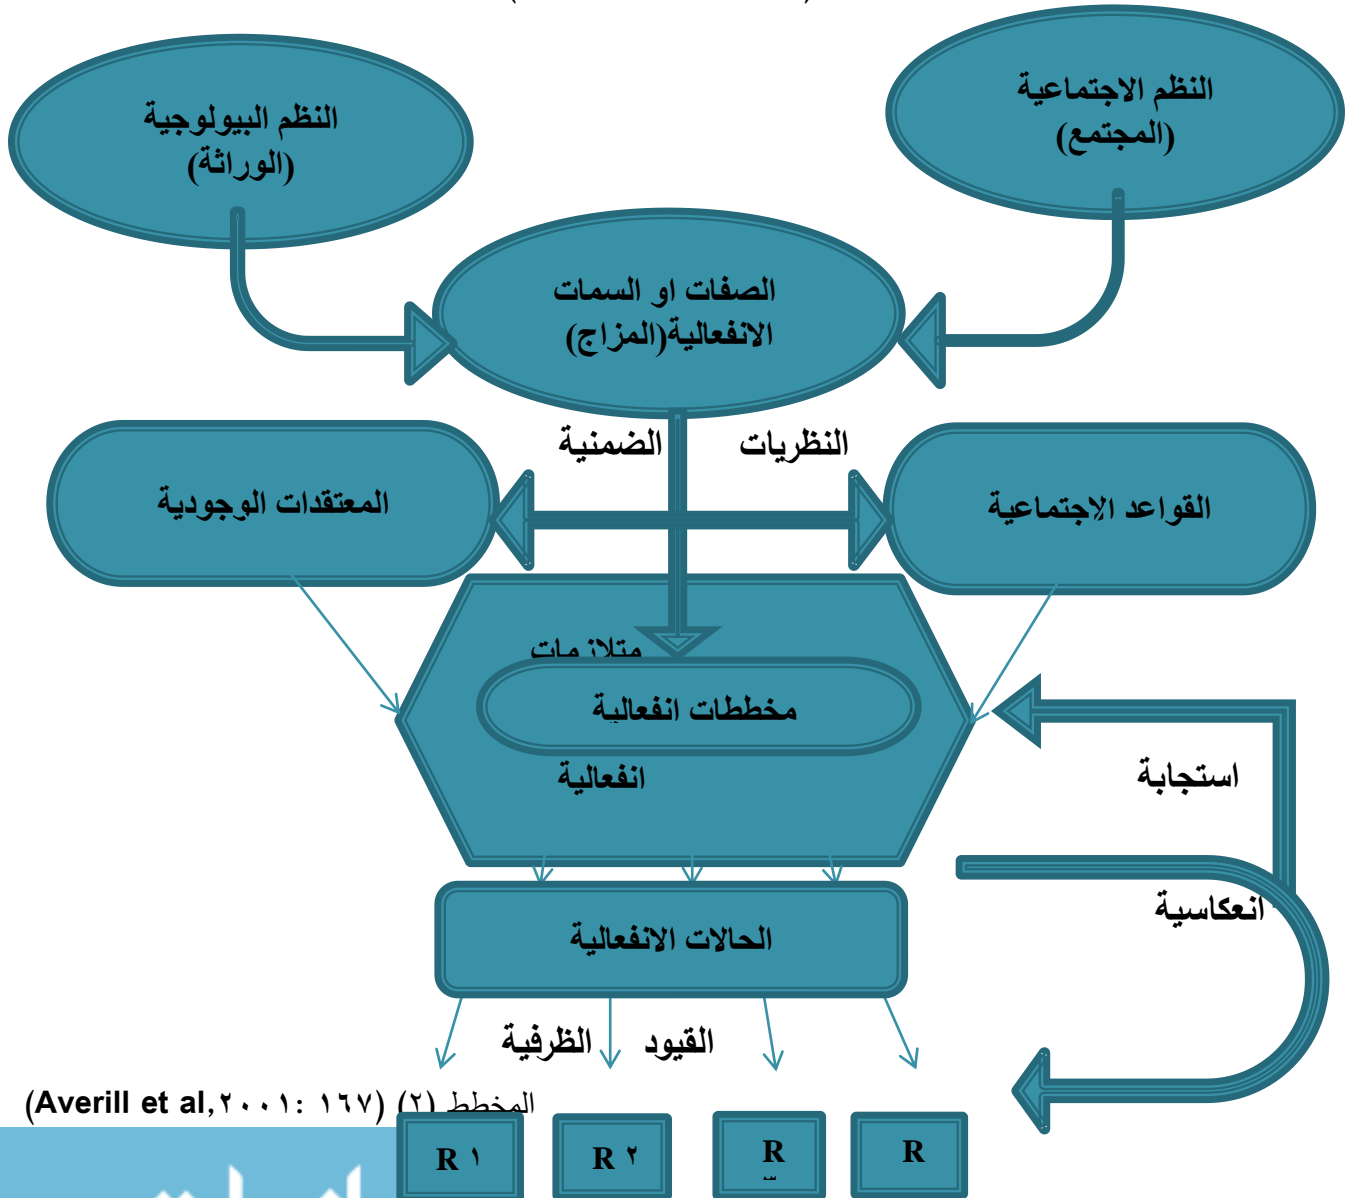 النظم الاجتماعية
(المجتمع)
النظم البيولوجية
(الوراثة)
الصفات او السمات
الانفعالية(المزاج)
النظريات الضمنية
القواعد الاجتماعية
المعتقدات الوجودية
متلازمات
مخططات انفعالية
انفعالية
استجابة
انعكاسية
الحالات الانفعالية
القيود الظرفية
المخطط (٢) (Averill et al,٢٠٠١: ١٦٧)
R ١
R ٢
R
R